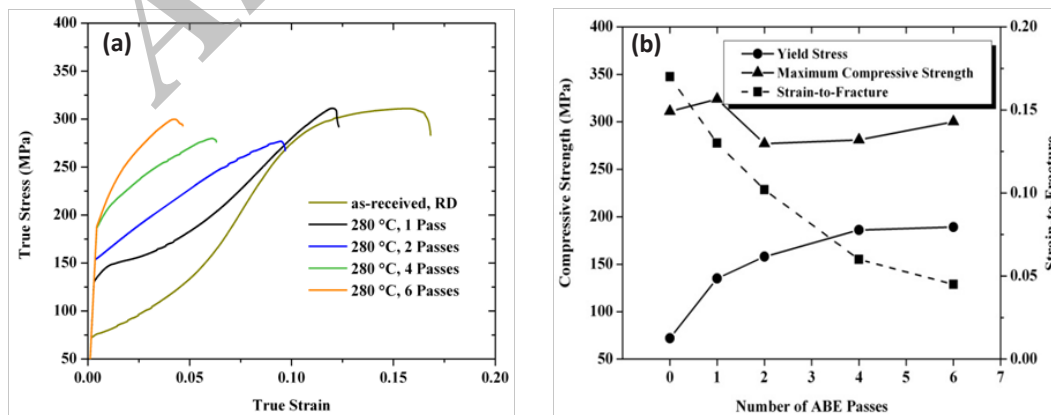 A
(a)
400
350
300
250
200
150
100
50
True Stress (MPa)
as-received, RD
280 °C, 1 Pass
280 °C, 2 Passes
280 °C, 4 Passes
280 °C, 6 Passes
0.00 0.05 0.10 0.15 0.20
True Strain
(b)
400
350
300
250
200
150
100
50
Compressive Strength (MPa)
Yield Stress
Maximum Compressive Strength
Strain-to-Fracture
0.20
0.15
0.10
0.05
0.00
Strain-to-Fracture
0 1 2 3 4 5 6 7
Number of ABE Passes